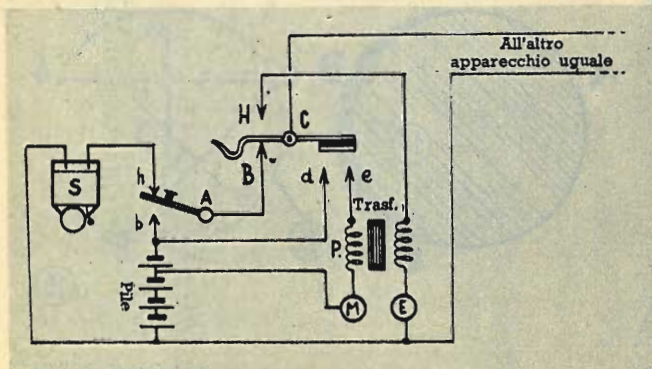 All'altro
apparecchio uguale
H
C
S
h
A
B
d
e
b
Trasf.
P.
Pile
M
E